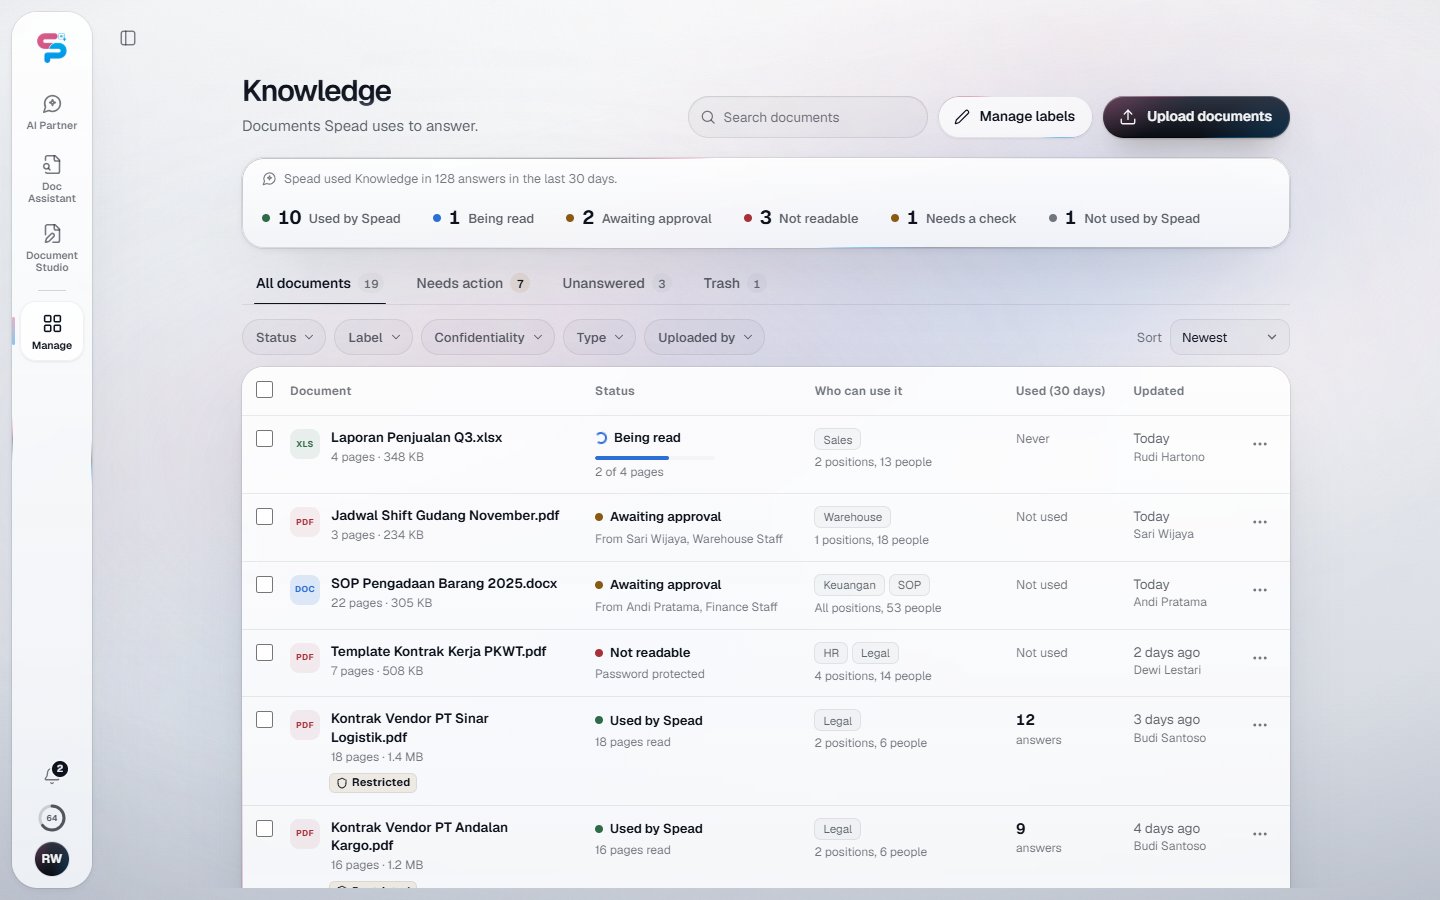 AI Partner
Doc
Assistant
Document
Studio
Manage
2
64
RW
Knowledge
Documents Spead uses to answer.
Search documents
Manage labels
Upload documents
Spead used Knowledge in 128 answers in the last 30 days.
10 Used by Spead
1 Being read
2 Awaiting approval
3 Not readable
1 Needs a check
1 Not used by Spead
All documents 19
Needs action 7
Unanswered 3
Trash 1
Status
Label
Confidentiality
Type
Uploaded by
Sort
Newest
Document
Status
Who can use it
Used (30 days)
Updated
XLS
Laporan Penjualan Q3.xlsx
4 pages · 348 KB
Being read
2 of 4 pages
Sales
2 positions, 13 people
Never
Today
Rudi Hartono
PDF
Jadwal Shift Gudang November.pdf
3 pages · 234 KB
Awaiting approval
From Sari Wijaya, Warehouse Staff
Warehouse
1 positions, 18 people
Not used
Today
Sari Wijaya
DOC
SOP Pengadaan Barang 2025.docx
22 pages · 305 KB
Awaiting approval
From Andi Pratama, Finance Staff
Keuangan
SOP
All positions, 53 people
Not used
Today
Andi Pratama
PDF
Template Kontrak Kerja PKWT.pdf
7 pages · 508 KB
Not readable
Password protected
HR
Legal
4 positions, 14 people
Not used
2 days ago
Dewi Lestari
PDF
Kontrak Vendor PT Sinar
Logistik.pdf
18 pages · 1.4 MB
Restricted
Used by Spead
18 pages read
Legal
2 positions, 6 people
12
answers
3 days ago
Budi Santoso
PDF
Kontrak Vendor PT Andalan
Kargo.pdf
16 pages · 1.2 MB
Used by Spead
16 pages read
Legal
2 positions, 6 people
9
answers
4 days ago
Budi Santoso